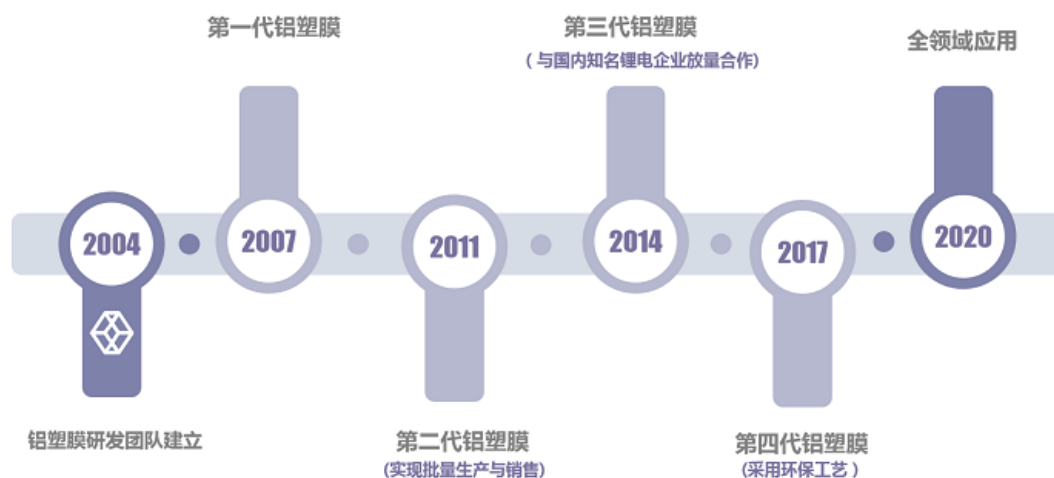 第一代铝塑膜
第三代铝塑膜
( 与国内知名锂电企业放量合作)
全领域应用
2004
2007
2011
2014
2017
2020
铝塑膜研发团队建立
第二代铝塑膜
(实现批量生产与销售)
第四代铝塑膜
(采用环保工艺 )